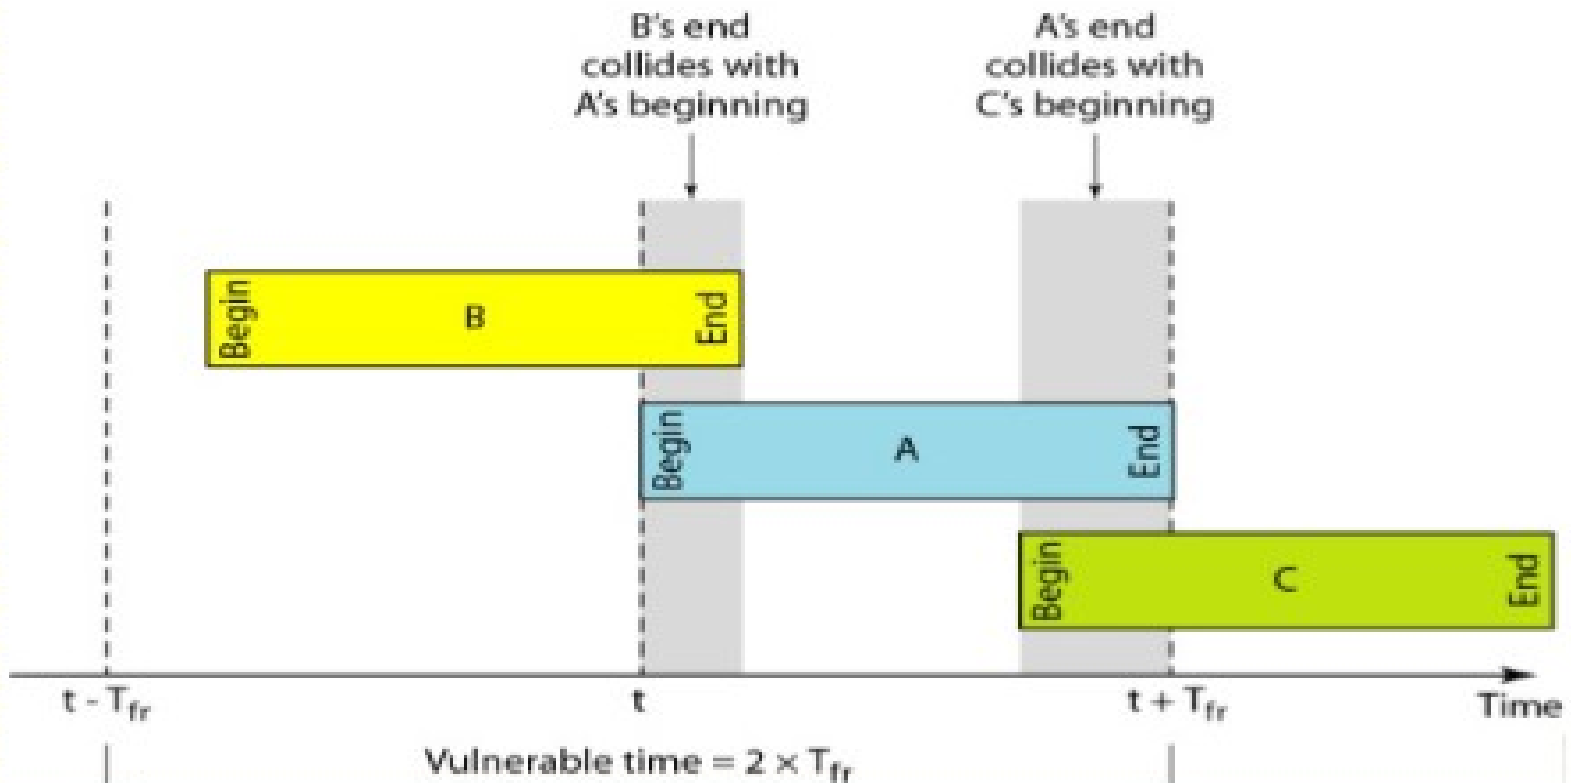 B's end
collides with
A's beginning
A's end
collides with
C's beginning
Begin
B
End
Begin
A
End
Begin
C
End
t - Tfr
t
t + Tfr
Time
Vulnerable time = 2 × Tfr